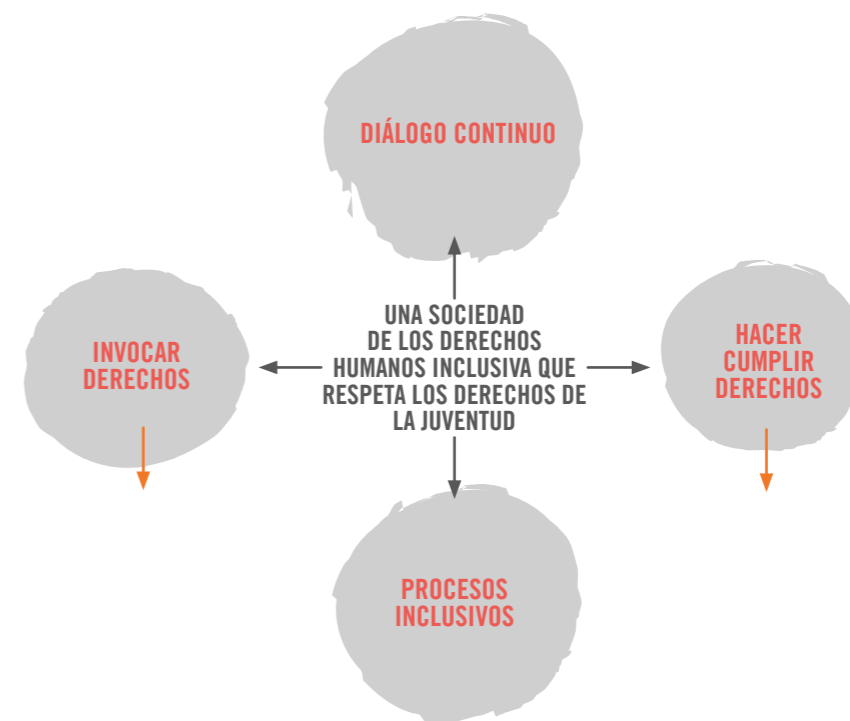 DIÁLOGO CONTINUO
INVOCAR
DERECHOS
UNA SOCIEDAD
DE LOS DERECHOS
HUMANOS INCLUSIVA QUE
RESPETA LOS DERECHOS DE
LA JUVENTUD
HACER
CUMPLIR
DERECHOS
PROCESOS
INCLUSIVOS